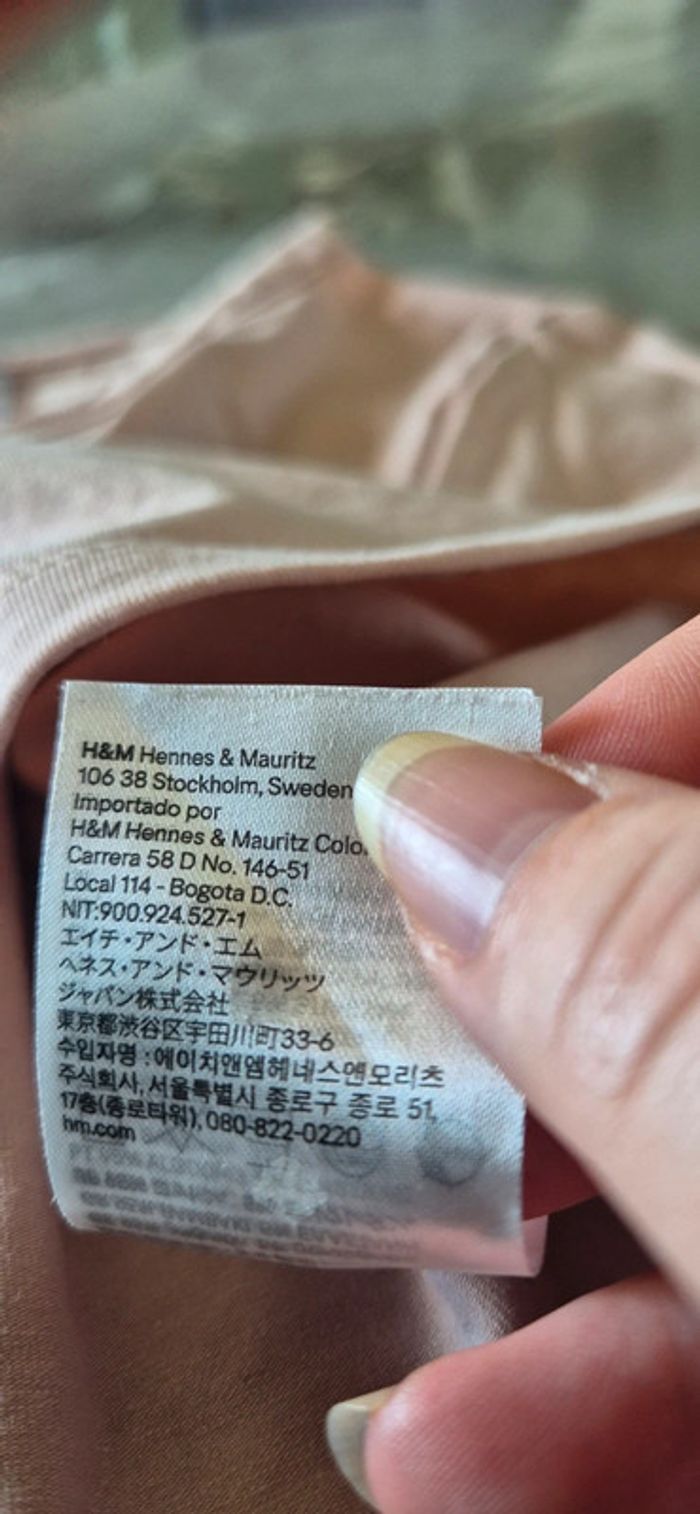 H&M Hennes & Mauritz
106 38 Stockholm, Sweden
Importado por
H&M Hennes & Mauritz
Carrera 58 D No. 146-51
Local 114 - Bogota D.C.
NIT:900.924.527-1
エイチ・アンド・エム
ヘネス・アンド・マウリッツ
ジャパン株式会社
東京都渋谷区宇田川町33-6
수입자명 : 에이치앤엠헤네스앤모리츠
주식회사, 서울특별시 종로구 종로 51,
17층(종로타워), 080-822-0220
hm.com